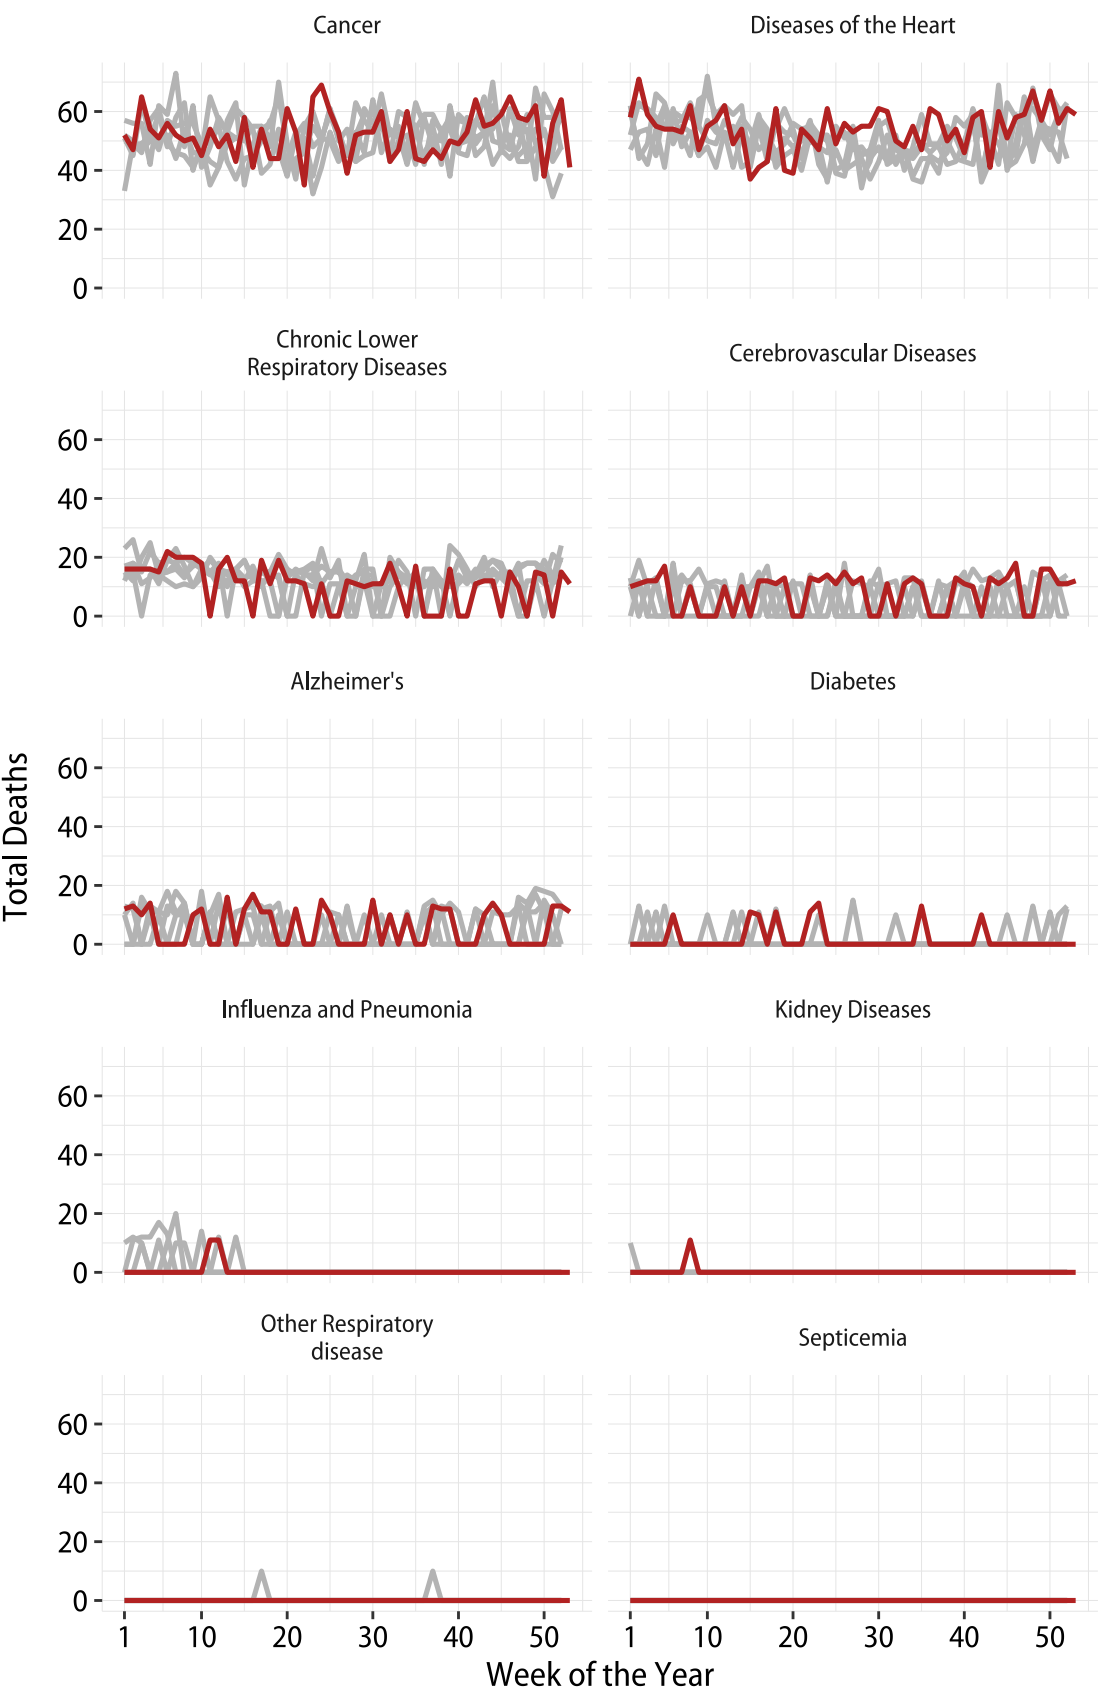 Cancer
Diseases of the Heart
60
40
20
0
Chronic Lower
Respiratory Diseases
Cerebrovascular Diseases
60
40
20
0
Alzheimer's
Diabetes
60
40
20
0
Total Deaths
Influenza and Pneumonia
Kidney Diseases
60
40
20
0
Other Respiratory
disease
Septicemia
60
40
20
0
1 10 20 30 40 50
1 10 20 30 40 50
Week of the Year